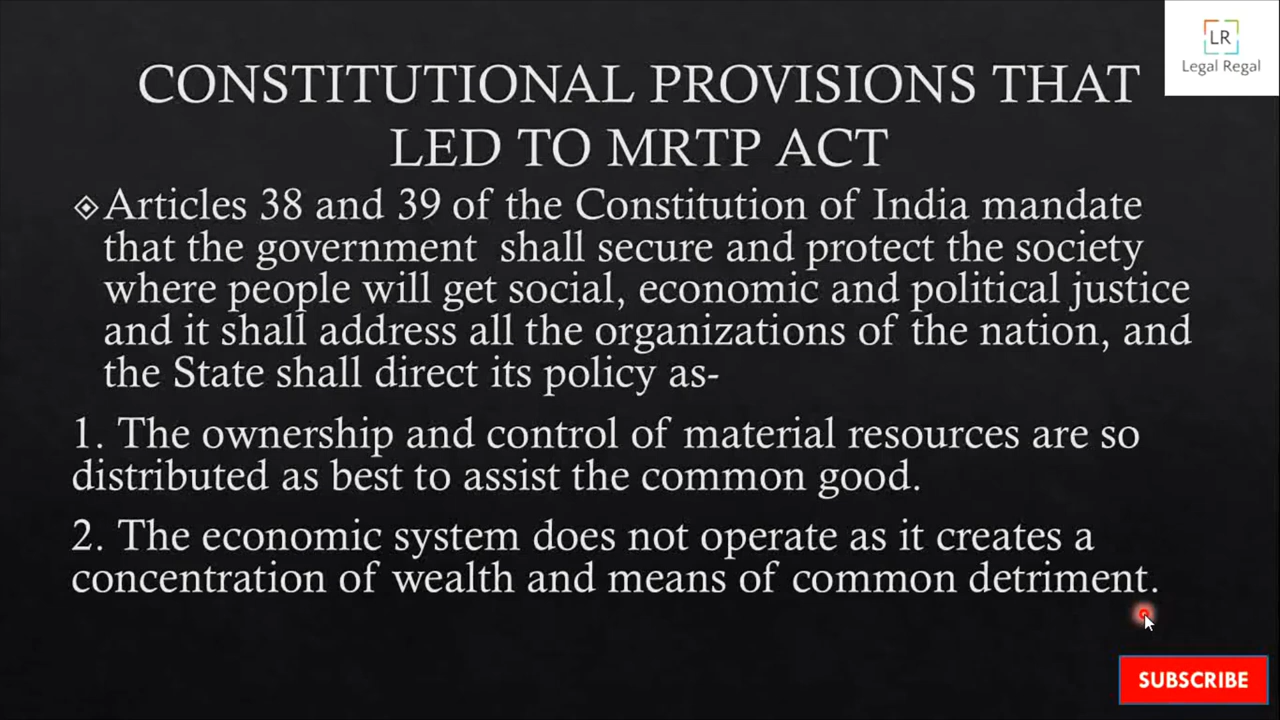 LR
Legal Regal
CONSTITUTIONAL PROVISIONS THAT
LED TO MRTP ACT
Articles 38 and 39 of the Constitution of India mandate
that the government shall secure and protect the society
where people will get social, economic and political justice
and it shall address all the organizations of the nation, and
the State shall direct its policy as-
1. The ownership and control of material resources are so
distributed as best to assist the common good.
2. The economic system does not operate as it creates a
concentration of wealth and means of common detriment.
SUBSCRIBE